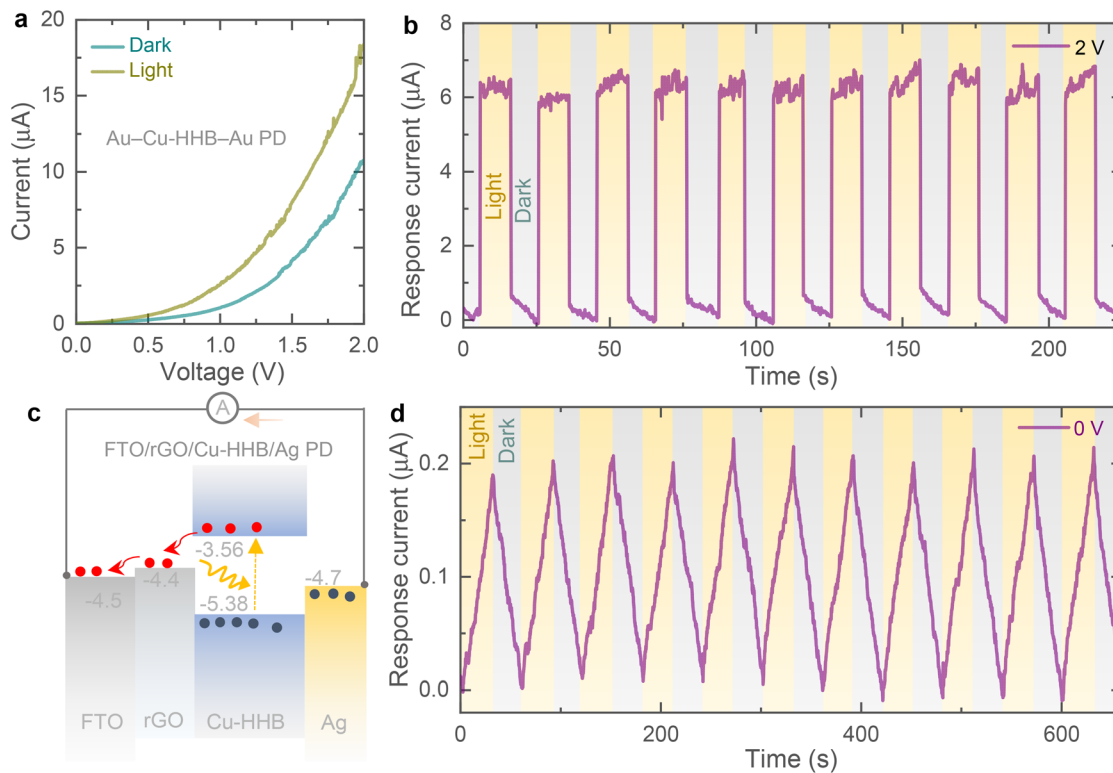 a
20
15
10
5
0
Current (μA)
Dark
Light
Au–Cu-HHB–Au PD
0.0 0.5 1.0 1.5 2.0
Voltage (V)
b
8
6
4
2
0
Response current (μA)
2 V
Light
Dark
0 50 100 150 200
Time (s)
c
A
FTO/rGO/Cu-HHB/Ag PD
-3.56
-4.4
-4.5
-5.38
-4.7
FTO rGO Cu-HHB Ag
d
0.2
0.1
0.0
Response current (μA)
Light
Dark
0 V
0 200 400 600
Time (s)